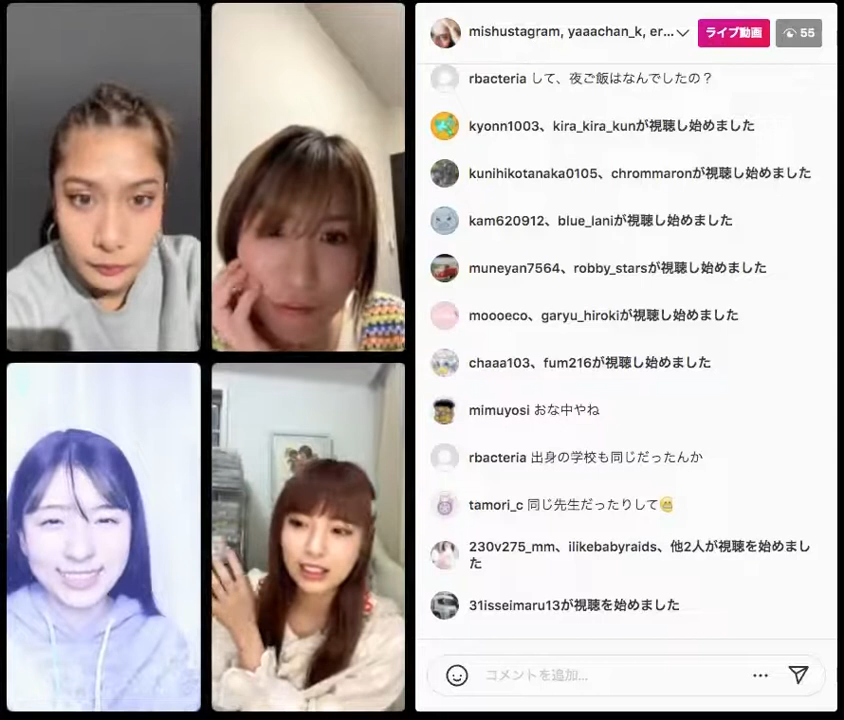 mishustagram, yaaachan_k, er...
ライブ動画
55
rbacteria して、夜ご飯はなんでしたの？
kyonn1003、kira_kira_kunが視聴し始めました
kunihikotanaka0105、chrommaronが視聴し始めました
kam620912、blue_laniが視聴し始めました
muneyan7564、robby_starsが視聴し始めました
moooeco、garyu_hirokiが視聴し始めました
chaaa103、fum216が視聴し始めました
mimuyosi おな中やね
rbacteria 出身の学校も同じだったんか
tamori_c 同じ先生だったりして😁
230v275_mm、ilikebabyraids、他2人が視聴を始めまし
た
31isseimaru13が視聴を始めました
コメントを追加...